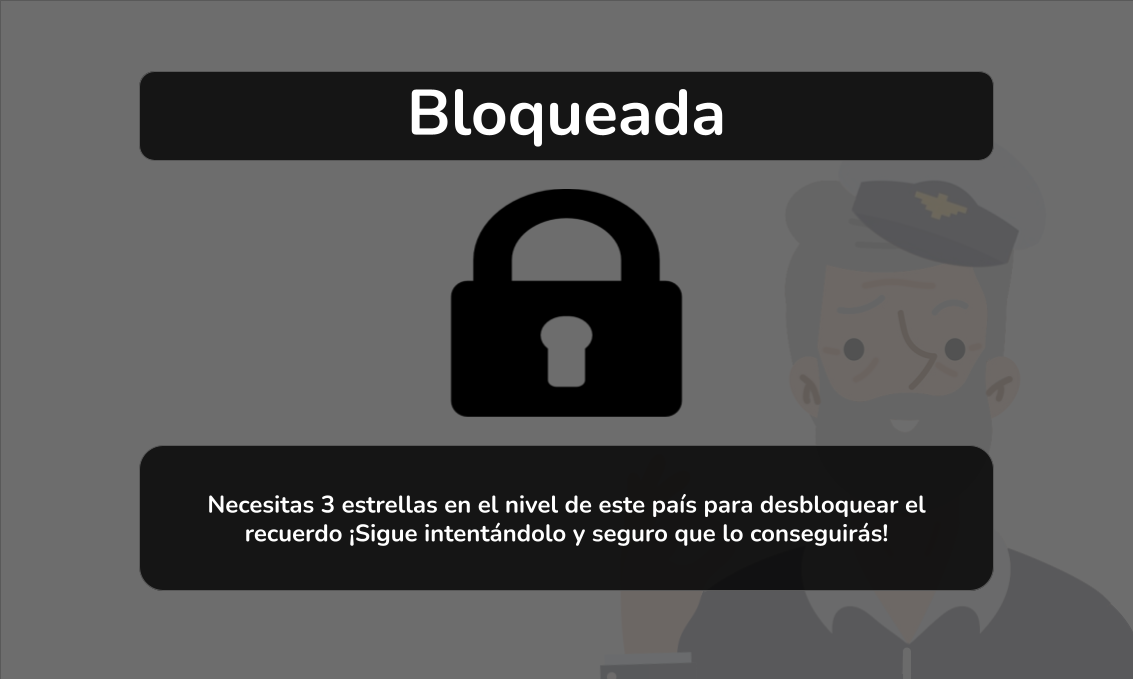 Bloqueada
Necesitas 3 estrellas en el nivel de este país para desbloquear el
recuerdo ¡Sigue intentándolo y seguro que lo conseguirás!